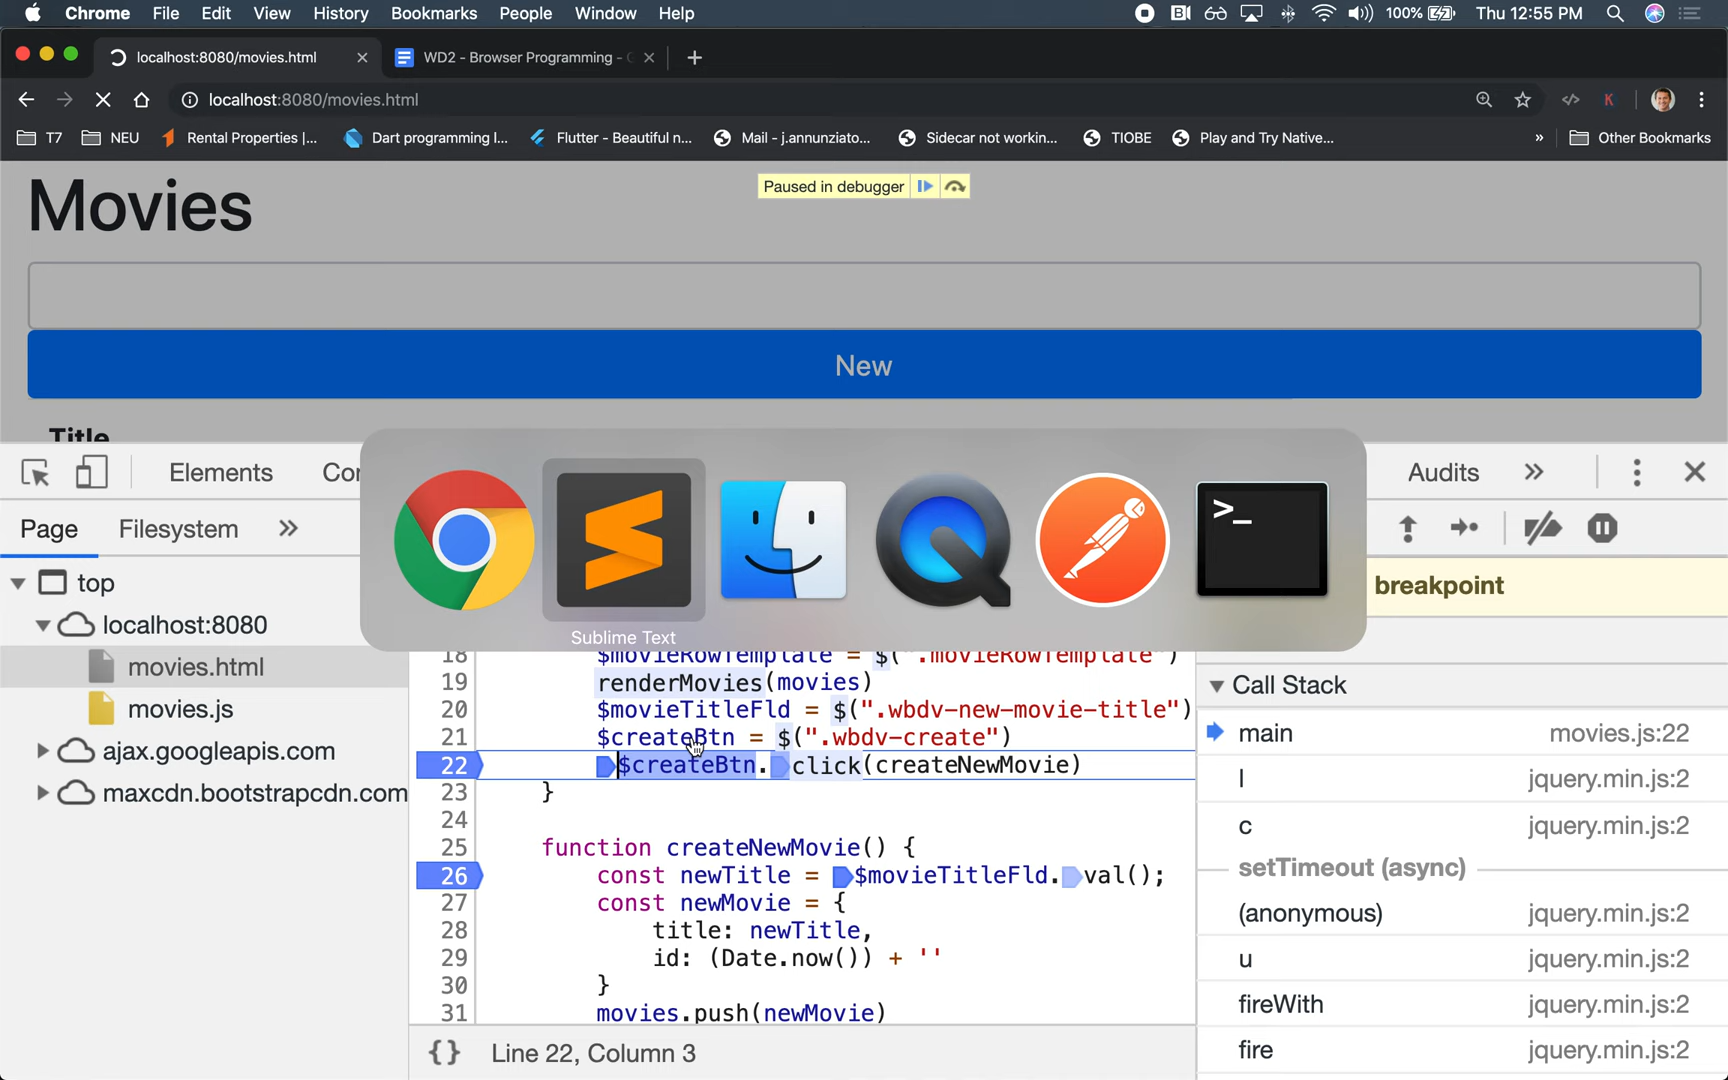 Chrome File Edit View History Bookmarks People Window Help 100% Thu 12:55 PM
localhost:8080/movies.html WD2 - Browser Programming -
localhost:8080/movies.html
T7 NEU Rental Properties |... Dart programming l... Flutter - Beautiful n... Mail - j.annunziato... Sidecar not workin... TIOBE Play and Try Native... » Other Bookmarks
Paused in debugger
Movies
New
Title
Elements Con Audits »
Page Filesystem »
breakpoint
top
localhost:8080
movies.html
movies.js
ajax.googleapis.com
maxcdn.bootstrapcdn.com
Sublime Text
18 $movieRowTemplate = $(".movieRowTemplate")
19 renderMovies(movies)
20 $movieTitleFld = $(".wbdv-new-movie-title")
21 $createBtn = $(".wbdv-create")
22 $createBtn.click(createNewMovie)
23 }
24
25 function createNewMovie() {
26 const newTitle = $movieTitleFld.val();
27 const newMovie = {
28 title: newTitle,
29 id: (Date.now()) + ''
30 }
31 movies.push(newMovie)
{} Line 22, Column 3
Call Stack
main movies.js:22
l jquery.min.js:2
c jquery.min.js:2
setTimeout (async)
(anonymous) jquery.min.js:2
u jquery.min.js:2
fireWith jquery.min.js:2
fire jquery.min.js:2